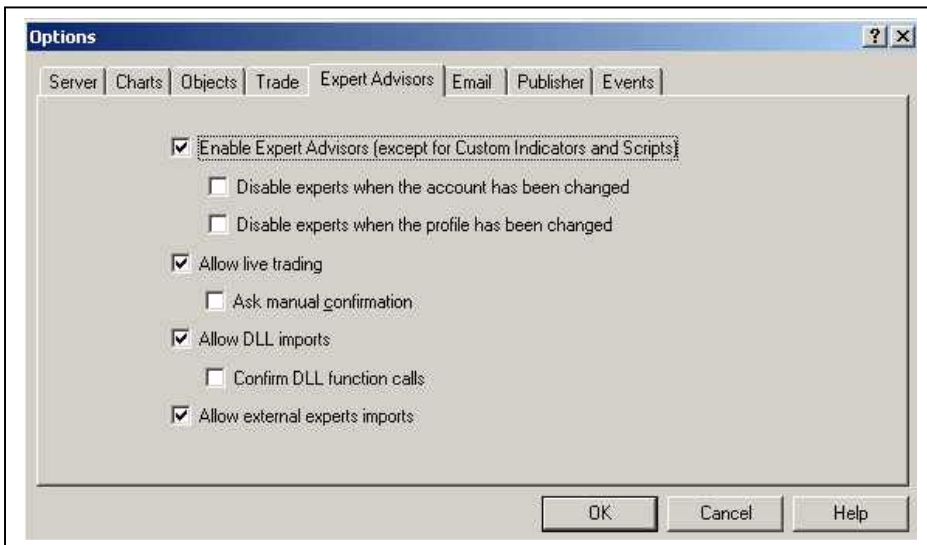 Options
Server Charts Objects Trade Expert Advisors Email Publisher Events
Enable Expert Advisors (except for Custom Indicators and Scripts)
Disable experts when the account has been changed
Disable experts when the profile has been changed
Allow live trading
Ask manual confirmation
Allow DLL imports
Confirm DLL function calls
Allow external experts imports
OK Cancel Help